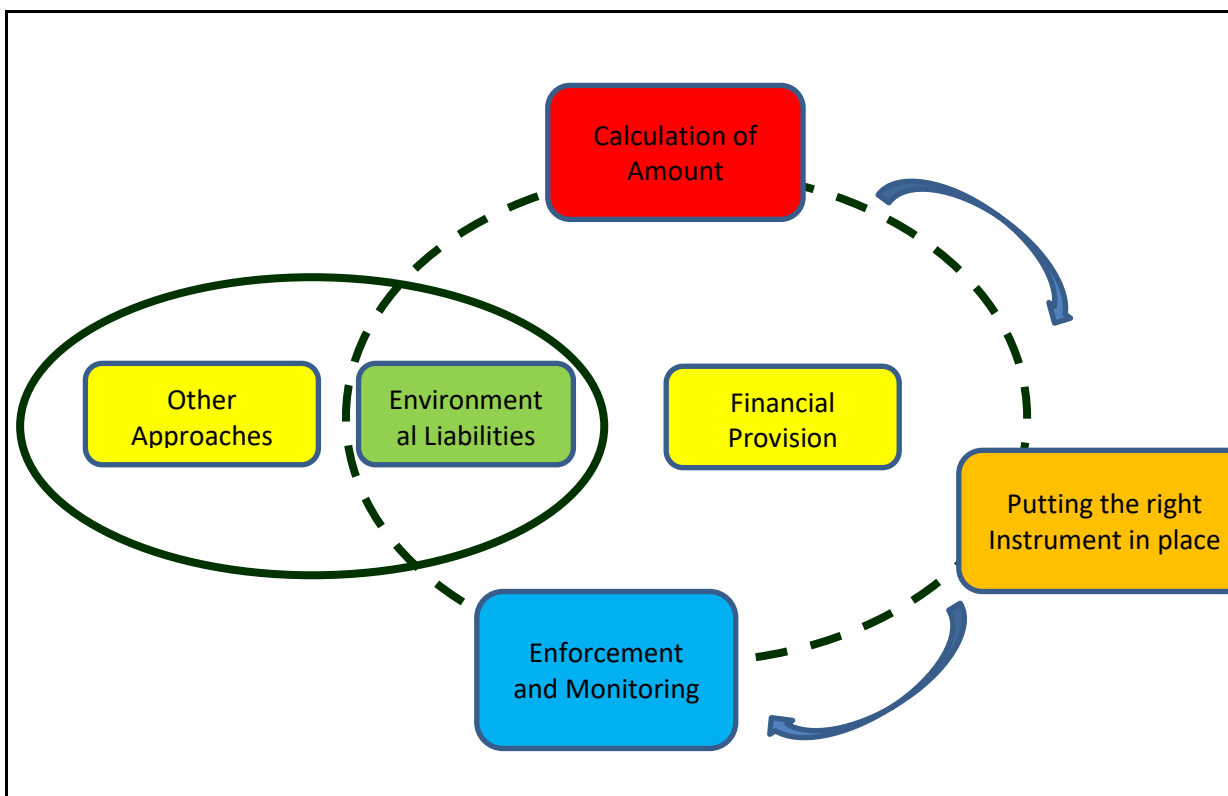 Calculation of
Amount
Other
Approaches
Environment
al Liabilities
Financial
Provision
Putting the right
Instrument in place
Enforcement
and Monitoring